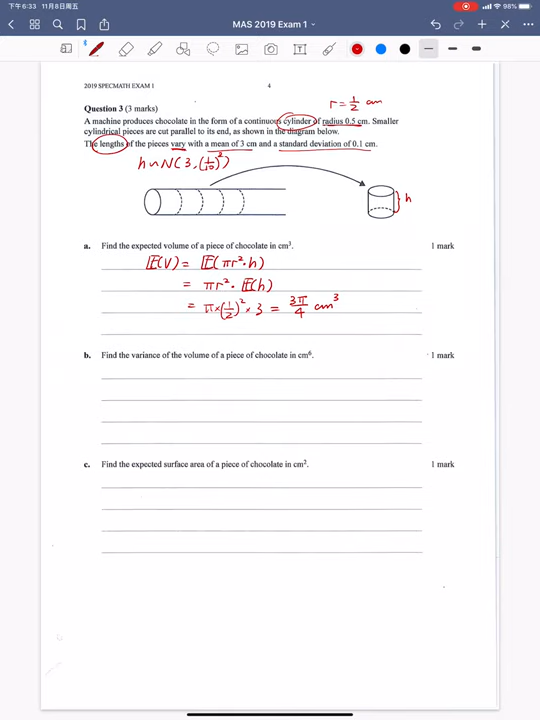 下午6:33 11月8日周五
98%
MAS 2019 Exam 1
2019 SPECMATH EXAM 1
4
r = 1/2 cm
Question 3 (3 marks)
A machine produces chocolate in the form of a continuous cylinder of radius 0.5 cm. Smaller
cylindrical pieces are cut parallel to its end, as shown in the diagram below.
The lengths of the pieces vary with a mean of 3 cm and a standard deviation of 0.1 cm.
h ~ N(3, (1/10)²)
h
a. Find the expected volume of a piece of chocolate in cm³. 1 mark
E(V) = E(πr²·h)
= πr²·E(h)
= π×(1/2)²×3 = 3π/4 cm³
b. Find the variance of the volume of a piece of chocolate in cm⁶. 1 mark
c. Find the expected surface area of a piece of chocolate in cm². 1 mark